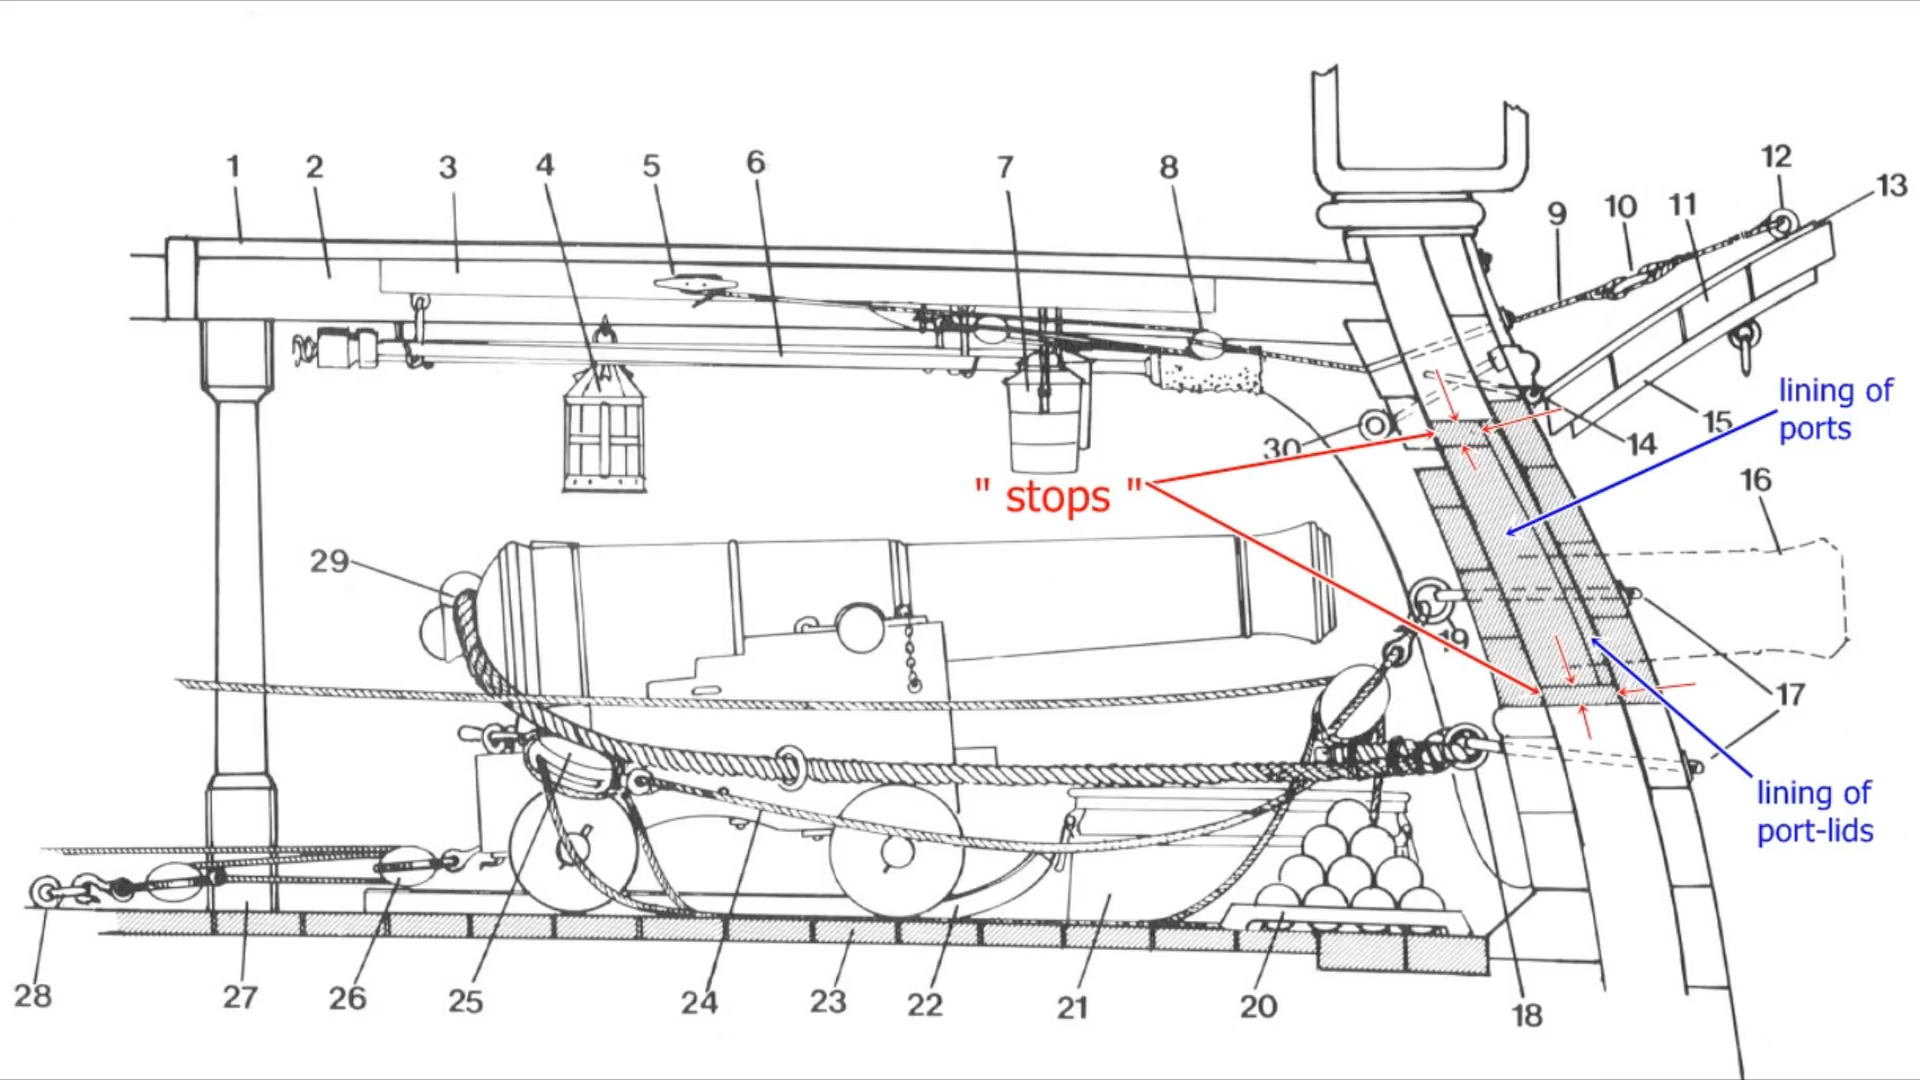 1 2 3 4 5 6 7 8 9 10 11 12 13
lining of
ports
14 15
16
30
" stops "
29
19
17
lining of
port-lids
28 27 26 25 24 23 22 21 20 18